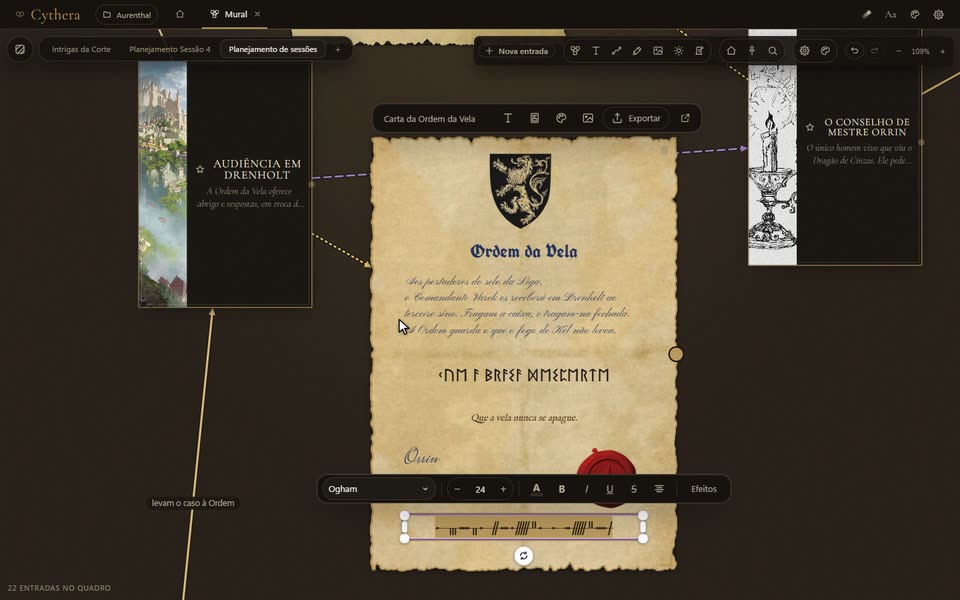 Cythera
Aurenthal
Mural
Aa
Intrigas da Corte
Planejamento Sessão 4
Planejamento de sessões
+
+ Nova entrada
T
− 109% +
AUDIÊNCIA EM
DRENHOLT
A Ordem da Vela oferece
abrigo e respostas, em troca d...
Carta da Ordem da Vela
T
Exportar
O CONSELHO DE
MESTRE ORRIN
O único homem vivo que viu o
Dragão de Cinzas. Ele pede...
Ordem da Vela
Aos portadores do selo da Liga,
o Comandante Varek os receberá em Drenholt ao
terceiro sino. Tragam a caixa, e tragam-na fechada.
A Ordem guarda o que o fogo de Kel não levou.
Que a vela nunca se apague.
Orrin
Ogham
− 24 +
A B I U S
Efeitos
levam o caso à Ordem
22 ENTRADAS NO QUADRO